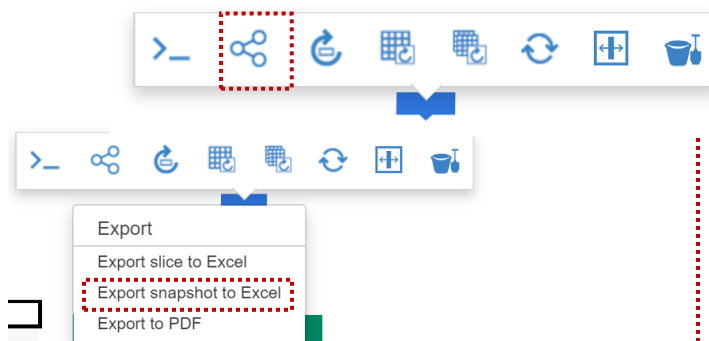 Export
Export slice to Excel
Export snapshot to Excel
Export to PDF